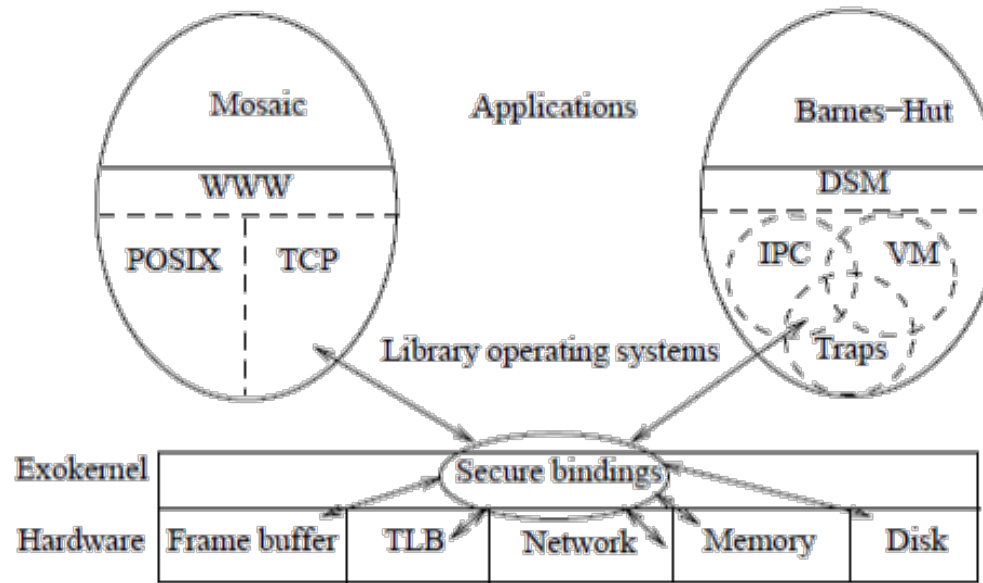 Mosaic
Applications
Barnes-Hut
WWW
DSM
POSIX
TCP
IPC
VM
Library operating systems
Traps
Exokernel
Secure bindings
Hardware
Frame buffer
TLB
Network
Memory
Disk